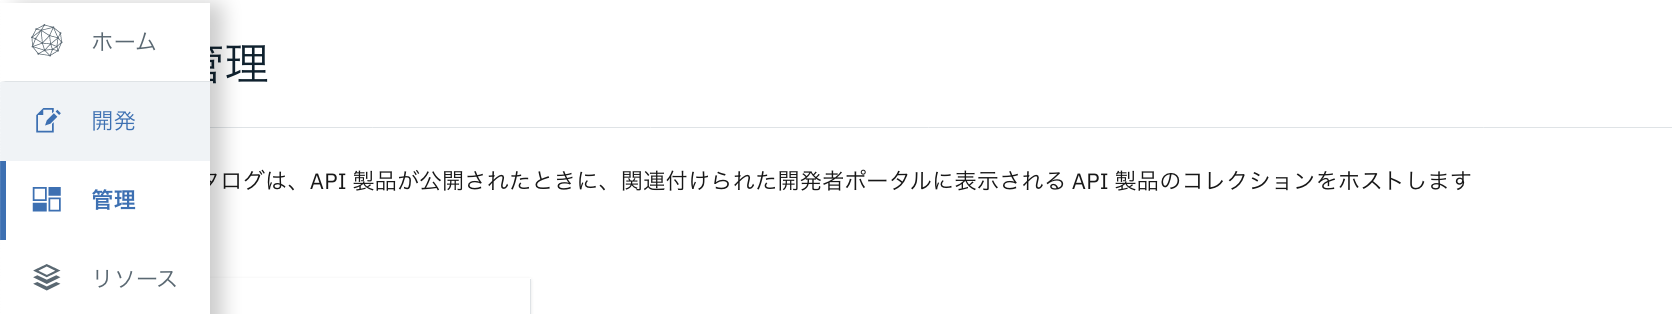 ホーム
開発
管理
リソース
管理
ログは、API 製品が公開されたときに、関連付けられた開発者ポータルに表示される API 製品のコレクションをホストします